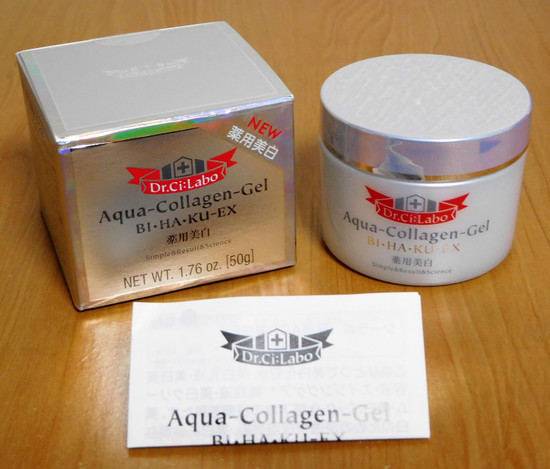 NEW
薬用美白
Dr.Ci:Labo
Aqua-Collagen-Gel
BI・HA・KU-EX
薬用美白
Simple&Result&Science
NET WT. 1.76 oz. [50g]
Dr.Ci:Labo
Aqua-Collagen-Gel
BI・HA・KU-EX
薬用美白
Simple&Result&Science
Dr.Ci:Labo
Aqua-Collagen-Gel
BI・HA・KU-EX